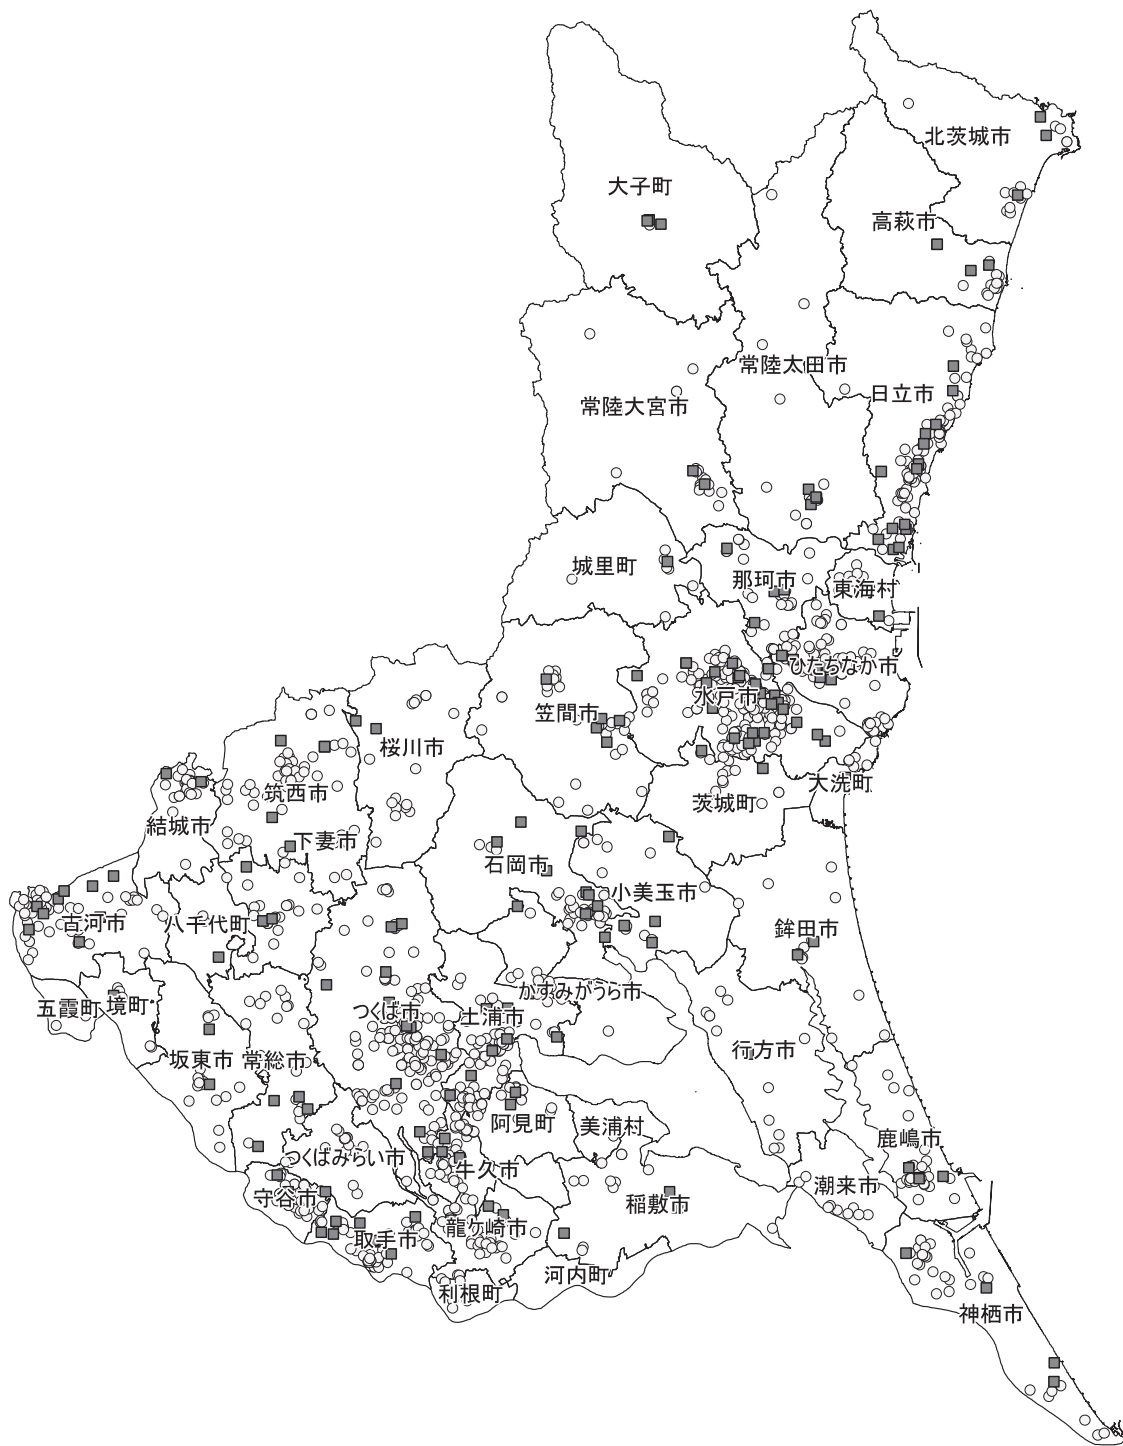 北茨城市
大子町
高萩市
常陸太田市
日立市
常陸大宮市
城里町
那珂市
東海村
ひたちなか市
水戸市
笠間市
桜川市
大洗町
筑西市
茨城町
結城市
下妻市
石岡市
小美玉市
古河市
八千代町
鉾田市
かすみがうら市
五霞町
境町
つくば市
土浦市
行方市
坂東市
常総市
阿見町
美浦村
鹿嶋市
つくばみらい市
牛久市
潮来市
守谷市
稲敷市
龍ケ崎市
取手市
河内町
利根町
神栖市